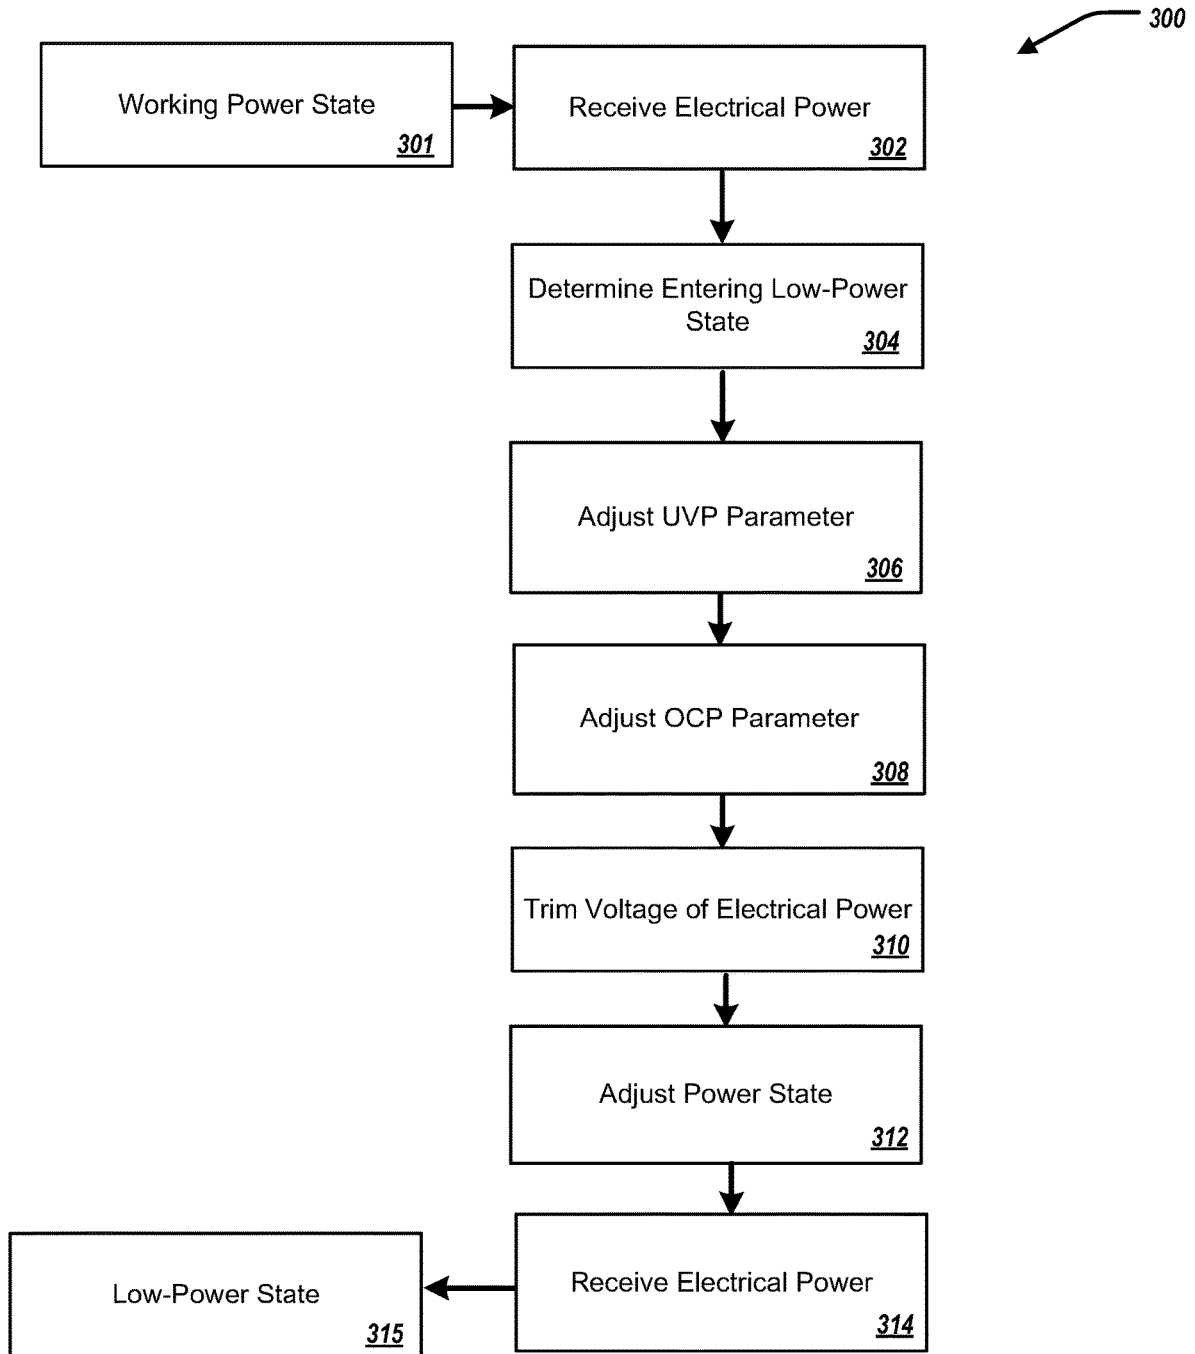 300
Working Power State
301
Receive Electrical Power
302
Determine Entering Low-Power
State
304
Adjust UVP Parameter
306
Adjust OCP Parameter
308
Trim Voltage of Electrical Power
310
Adjust Power State
312
Receive Electrical Power
314
Low-Power State
315